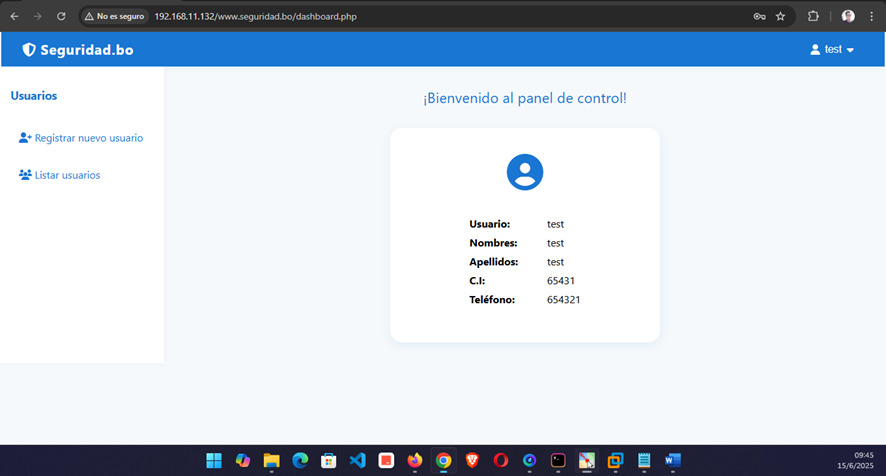 No es seguro
192.168.11.132/www.seguridad.bo/dashboard.php
Seguridad.bo
test
Usuarios
Registrar nuevo usuario
Listar usuarios
¡Bienvenido al panel de control!
Usuario: test
Nombres: test
Apellidos: test
C.I: 65431
Teléfono: 654321
09:45
15/6/2025